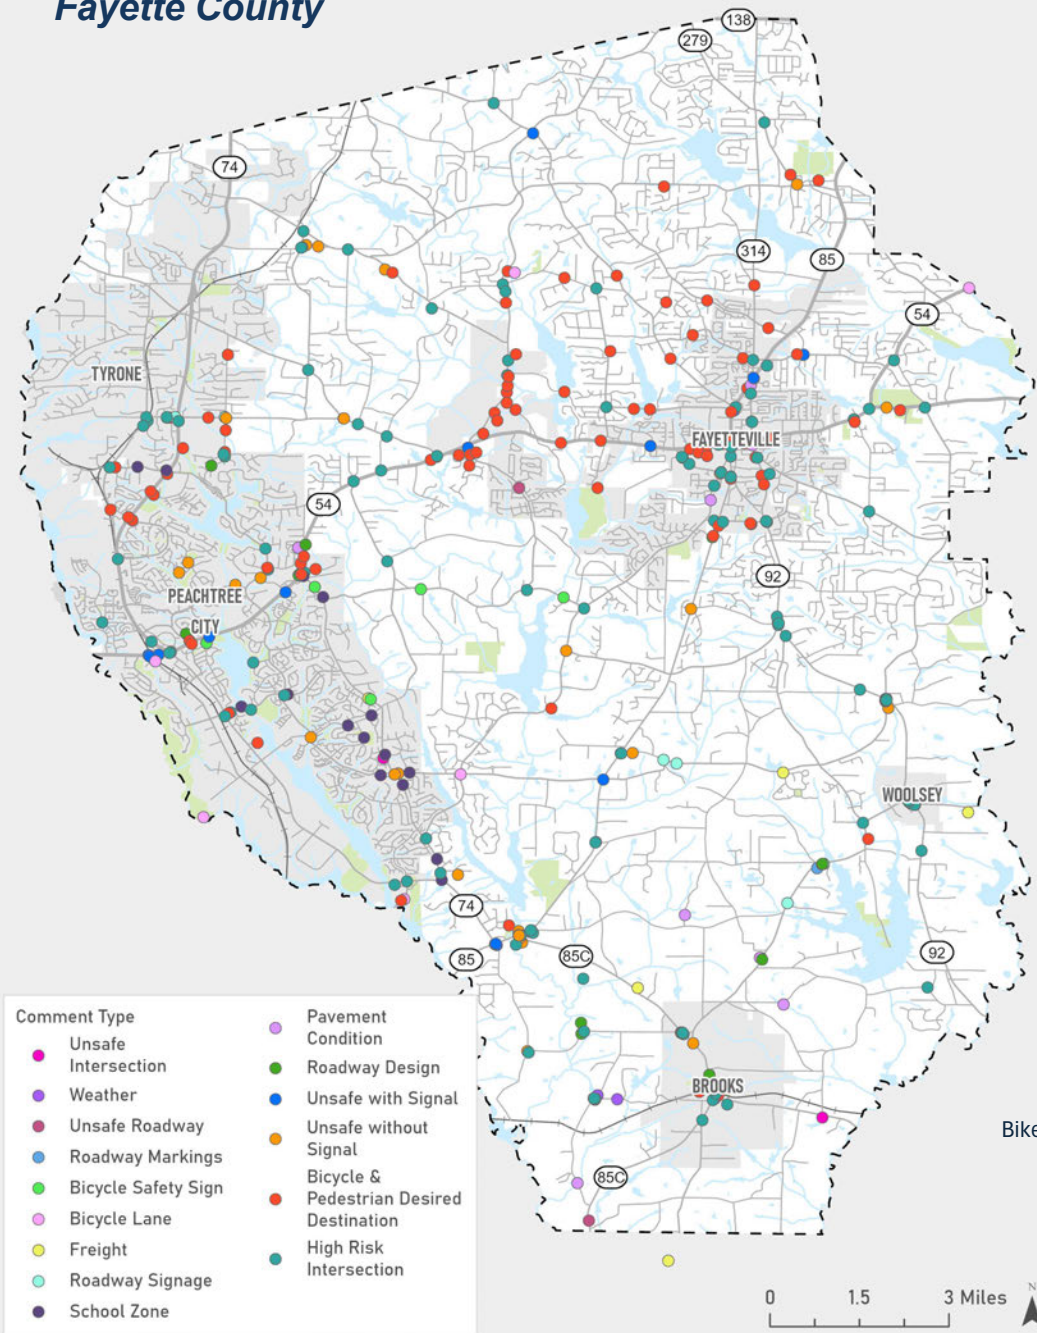 Fayette County
138
279
74
314
85
54
TYRONE
FAYETTEVILLE
54
92
PEACHTREE
CITY
WOOLSEY
74
85
85C
92
BROOKS
85C
Comment Type
Unsafe
Intersection
Weather
Unsafe Roadway
Roadway Markings
Bicycle Safety Sign
Bicycle Lane
Freight
Roadway Signage
School Zone
Pavement
Condition
Roadway Design
Unsafe with Signal
Unsafe without
Signal
Bicycle &
Pedestrian Desired
Destination
High Risk
Intersection
Bike
0 1.5 3 Miles
N